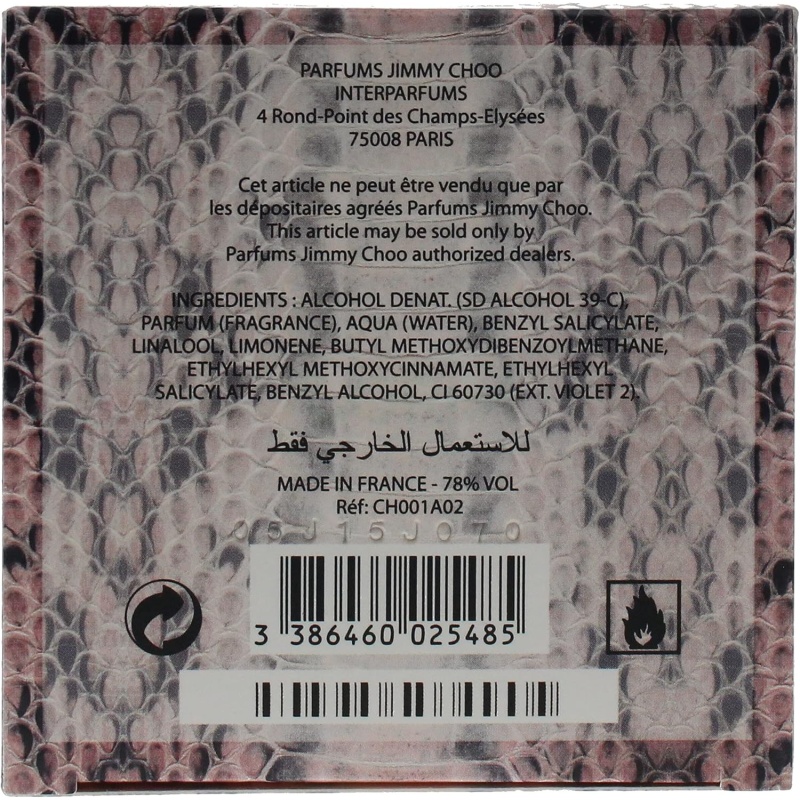 PARFUMS JIMMY CHOO
INTERPARFUMS
4 Rond-Point des Champs-Elysées
75008 PARIS
Cet article ne peut être vendu que par
les dépositaires agréés Parfums Jimmy Choo.
This article may be sold only by
Parfums Jimmy Choo authorized dealers.
INGREDIENTS : ALCOHOL DENAT. (SD ALCOHOL 39-C),
PARFUM (FRAGRANCE), AQUA (WATER), BENZYL SALICYLATE,
LINALOOL, LIMONENE, BUTYL METHOXYDIBENZOYLMETHANE,
ETHYLHEXYL METHOXYCINNAMATE, ETHYLHEXYL
SALICYLATE, BENZYL ALCOHOL, CI 60730 (EXT. VIOLET 2).
للاستعمال الخارجي فقط
MADE IN FRANCE - 78% VOL
Réf: CH001A02
05J15J070
3 386460 025485